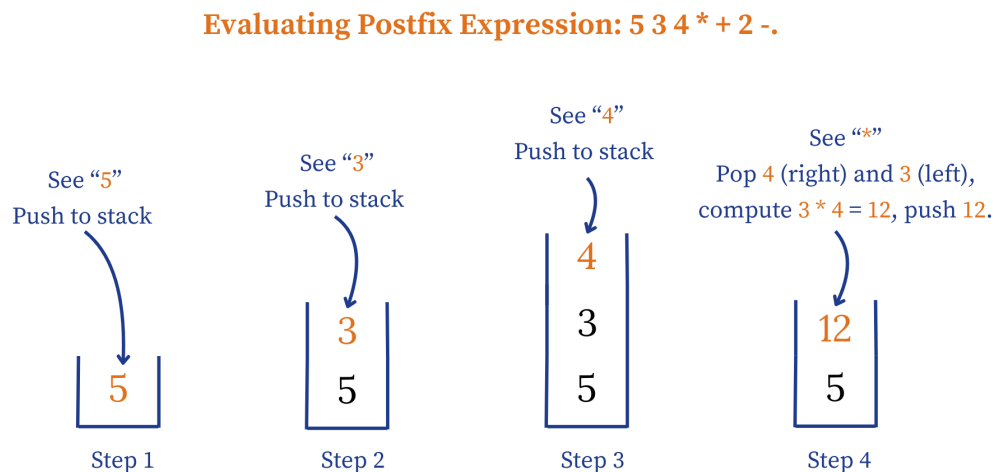 Evaluating Postfix Expression: 5 3 4 * + 2 -.
See “5”
Push to stack
5
Step 1
See “3”
Push to stack
3
5
Step 2
See “4”
Push to stack
4
3
5
Step 3
See “*”
Pop 4 (right) and 3 (left),
compute 3 * 4 = 12, push 12.
12
5
Step 4